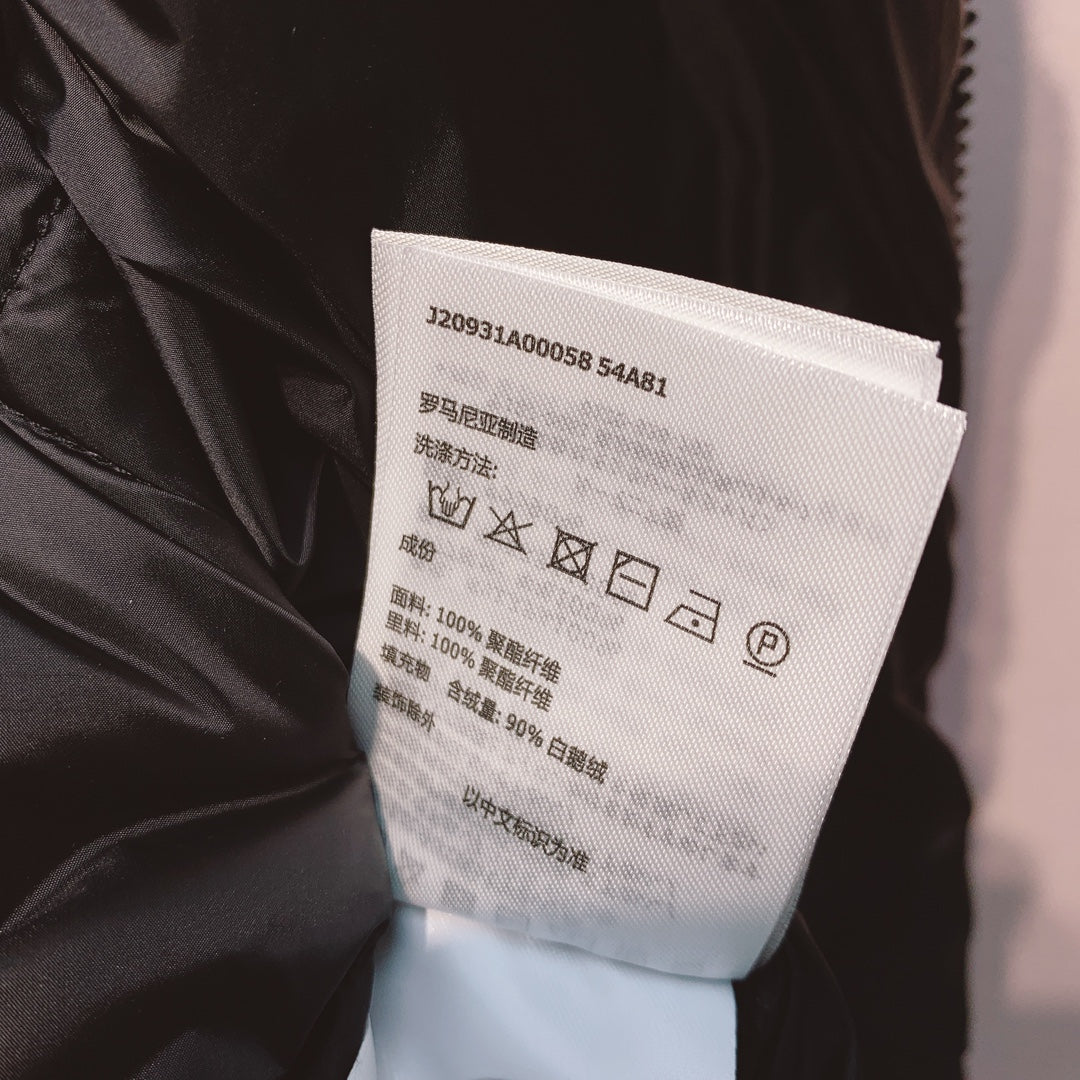 J20931A00058 54A81
罗马尼亚制造
洗涤方法:
P
成份
面料: 100% 聚酯纤维
里料: 100% 聚酯纤维
填充物 含绒量: 90% 白鹅绒
装饰除外
以中文标识为准